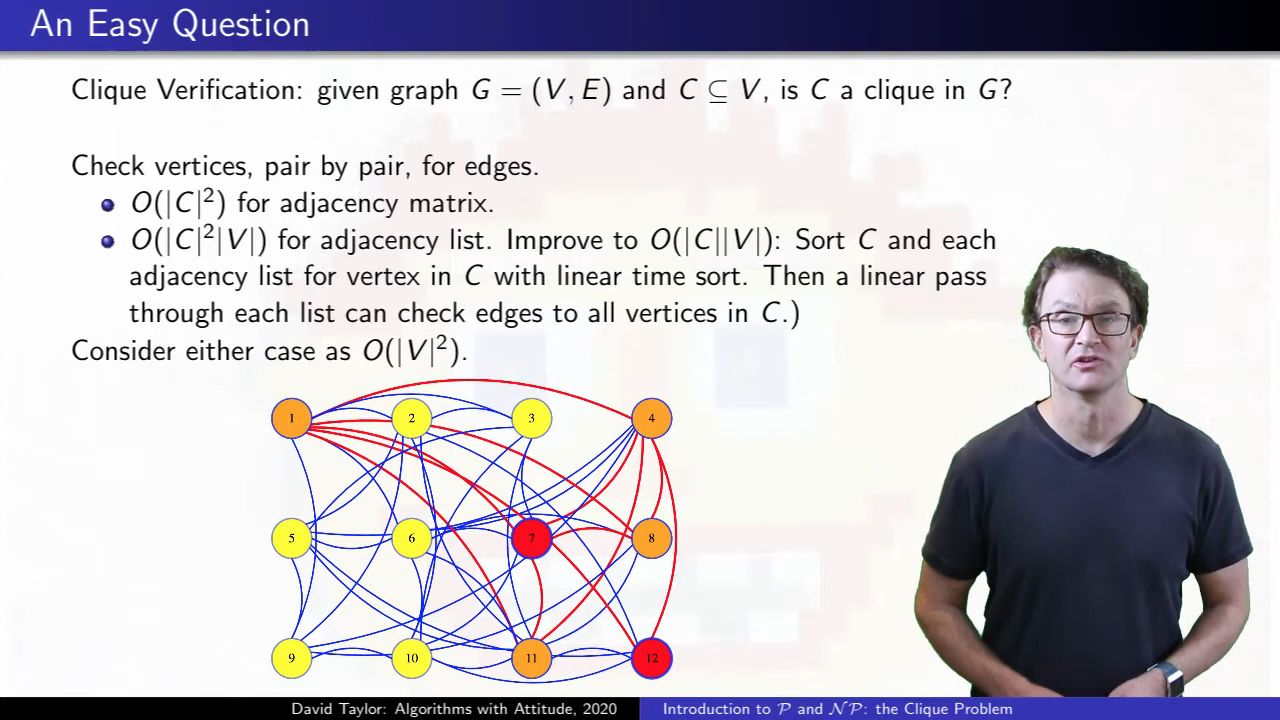 An Easy Question
Clique Verification: given graph G = (V, E) and C ⊆ V, is C a clique in G?
Check vertices, pair by pair, for edges.
O(|C|²) for adjacency matrix.
O(|C|²|V|) for adjacency list. Improve to O(|C||V|): Sort C and each
adjacency list for vertex in C with linear time sort. Then a linear pass
through each list can check edges to all vertices in C.)
Consider either case as O(|V|²).
1 2 3 4
5 6 7 8
9 10 11 12
David Taylor: Algorithms with Attitude, 2020 Introduction to 𝒫 and 𝒩𝒫: the Clique Problem